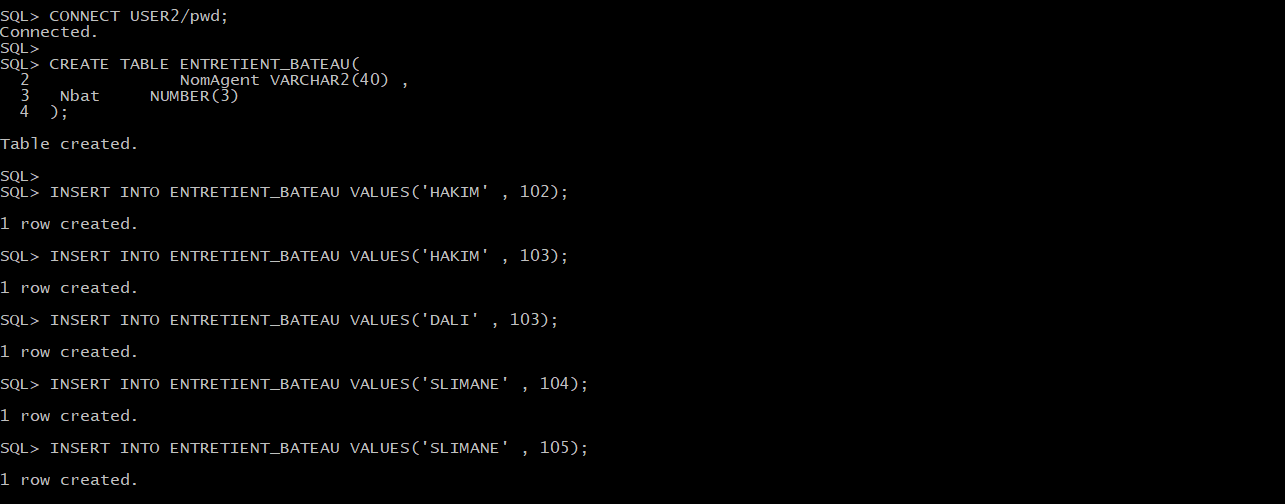 SQL> CONNECT USER2/pwd;
Connected.
SQL>
SQL> CREATE TABLE ENTRETIENT_BATEAU(
  2               NomAgent VARCHAR2(40) ,
  3   Nbat     NUMBER(3)
  4  );
Table created.
SQL>
SQL> INSERT INTO ENTRETIENT_BATEAU VALUES('HAKIM' , 102);
1 row created.
SQL> INSERT INTO ENTRETIENT_BATEAU VALUES('HAKIM' , 103);
1 row created.
SQL> INSERT INTO ENTRETIENT_BATEAU VALUES('DALI' , 103);
1 row created.
SQL> INSERT INTO ENTRETIENT_BATEAU VALUES('SLIMANE' , 104);
1 row created.
SQL> INSERT INTO ENTRETIENT_BATEAU VALUES('SLIMANE' , 105);
1 row created.